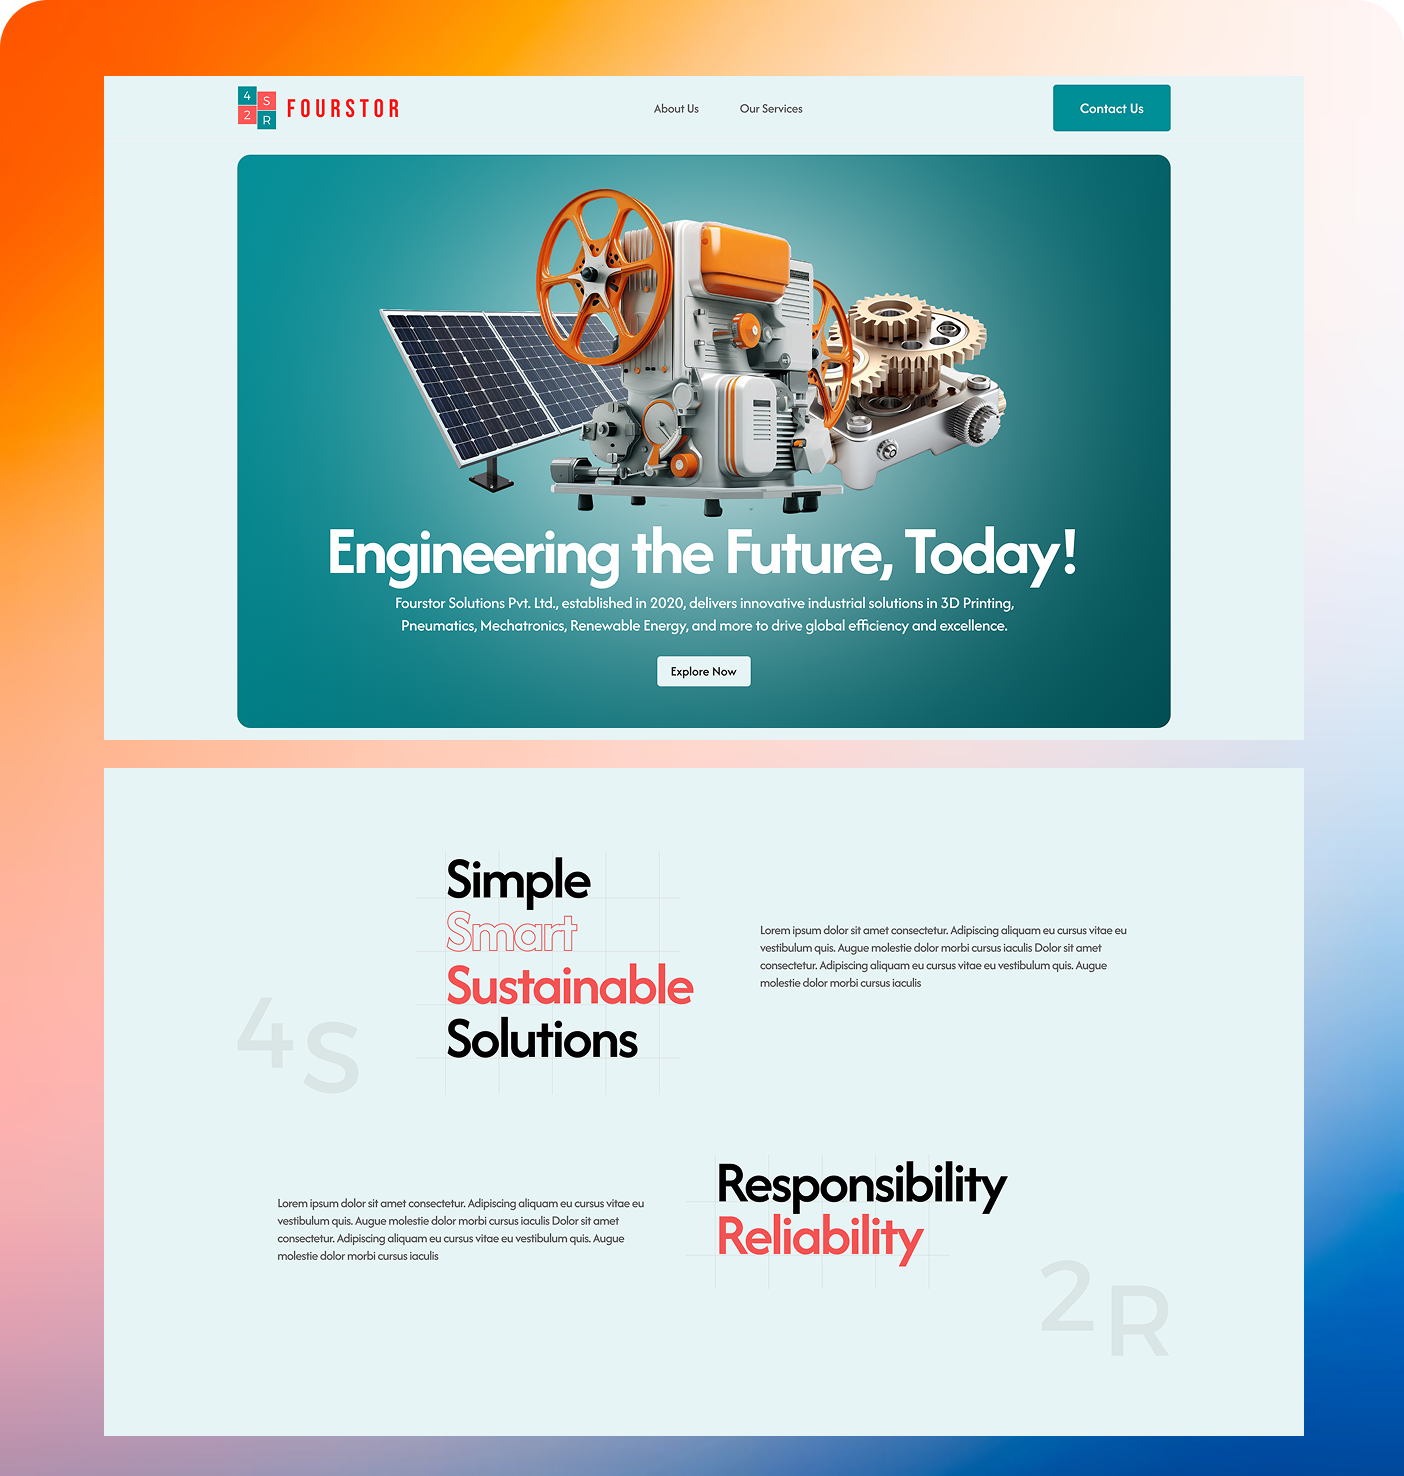 4
S
2
R
FOURSTOR
About Us
Our Services
Contact Us
Engineering the Future, Today!
Fourstor Solutions Pvt. Ltd., established in 2020, delivers innovative industrial solutions in 3D Printing,
Pneumatics, Mechatronics, Renewable Energy, and more to drive global efficiency and excellence.
Explore Now
Simple
Smart
Sustainable
Solutions
4S
Lorem ipsum dolor sit amet consectetur. Adipiscing aliquam eu cursus vitae eu
vestibulum quis. Augue molestie dolor morbi cursus iaculis Dolor sit amet
consectetur. Adipiscing aliquam eu cursus vitae eu vestibulum quis. Augue
molestie dolor morbi cursus iaculis
Lorem ipsum dolor sit amet consectetur. Adipiscing aliquam eu cursus vitae eu
vestibulum quis. Augue molestie dolor morbi cursus iaculis Dolor sit amet
consectetur. Adipiscing aliquam eu cursus vitae eu vestibulum quis. Augue
molestie dolor morbi cursus iaculis
Responsibility
Reliability
2R